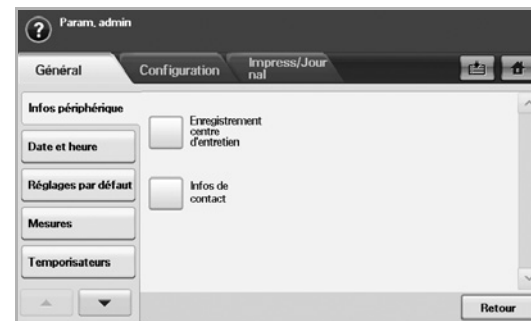 ?
Param. admin
Général
Configuration
Impress/Jour
nal
Infos périphérique
Date et heure
Réglages par défaut
Mesures
Temporisateurs
Enregistrement
centre
d'entretien
Infos de
contact
Retour